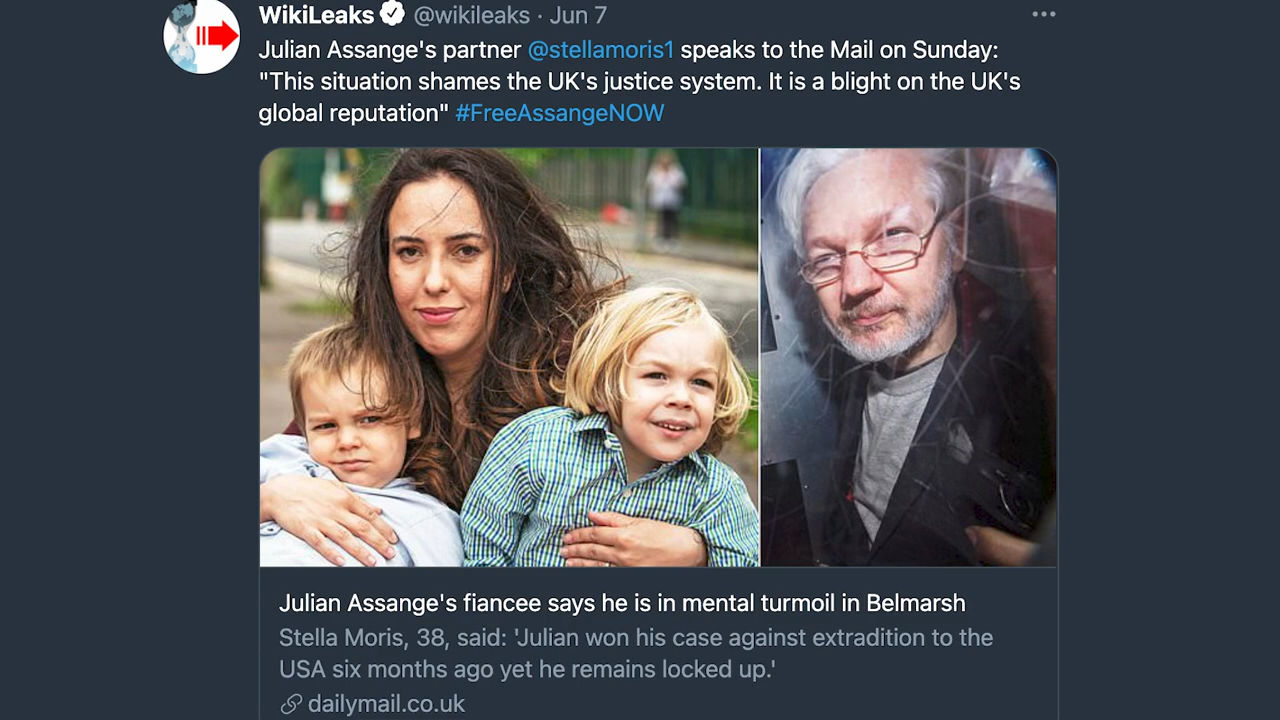 WikiLeaks @wikileaks · Jun 7
Julian Assange's partner @stellamoris1 speaks to the Mail on Sunday:
"This situation shames the UK's justice system. It is a blight on the UK's
global reputation" #FreeAssangeNOW
Julian Assange's fiancee says he is in mental turmoil in Belmarsh
Stella Moris, 38, said: 'Julian won his case against extradition to the
USA six months ago yet he remains locked up.'
dailymail.co.uk